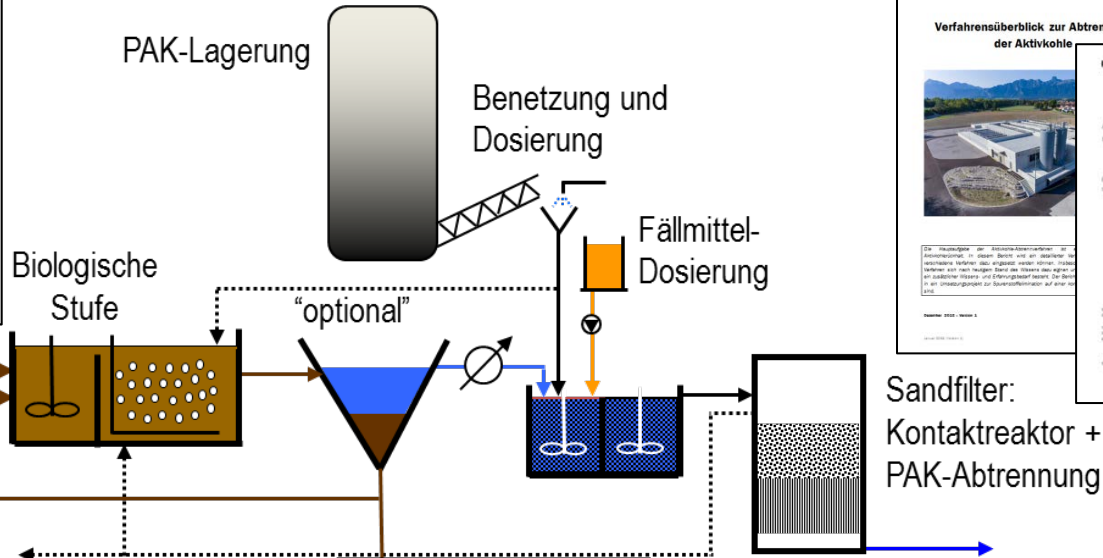 PAK-Lagerung
Benetzung und
Dosierung
Fällmittel-
Dosierung
Biologische
Stufe
“optional”
Sandfilter:
Kontaktreaktor +
PAK-Abtrennung
Verfahrensüberblick zur Abtren
der Aktivkohle